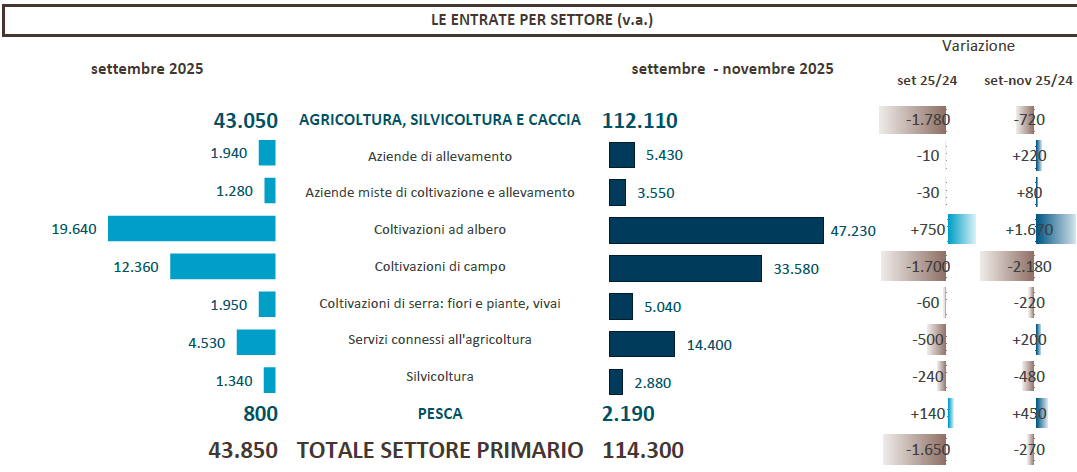 LE ENTRATE PER SETTORE (v.a.)
Variazione
settembre 2025 settembre - novembre 2025 set 25/24 set-nov 25/24
43.050 AGRICOLTURA, SILVICOLTURA E CACCIA 112.110 -1.780 -720
1.940 Aziende di allevamento 5.430 -10 +220
1.280 Aziende miste di coltivazione e allevamento 3.550 -30 +80
19.640 Coltivazioni ad albero 47.230 +750 +1.670
12.360 Coltivazioni di campo 33.580 -1.700 -2.180
1.950 Coltivazioni di serra: fiori e piante, vivai 5.040 -60 -220
4.530 Servizi connessi all'agricoltura 14.400 -500 +200
1.340 Silvicoltura 2.880 -240 -480
800 PESCA 2.190 +140 +450
43.850 TOTALE SETTORE PRIMARIO 114.300 -1.650 -270